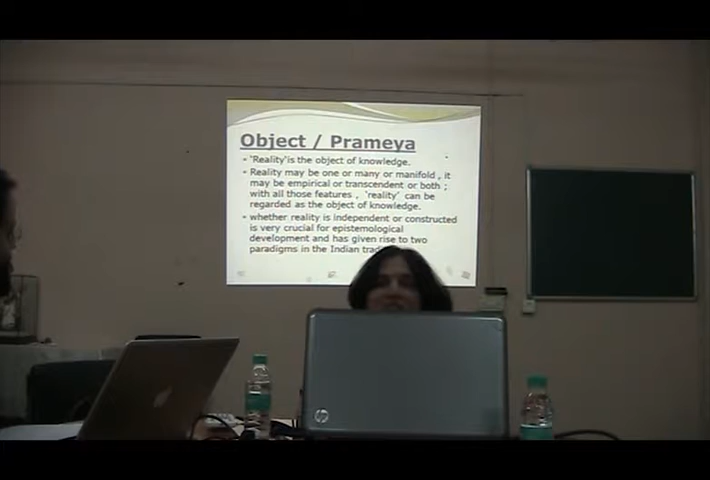 Object / Prameya
- 'Reality'is the object of knowledge.
- Reality may be one or many or manifold , it
may be empirical or transcendent or both ;
with all those features , 'reality' can be
regarded as the object of knowledge.
- whether reality is independent or constructed
is very crucial for epistemological
development and has given rise to two
paradigms in the Indian
hp